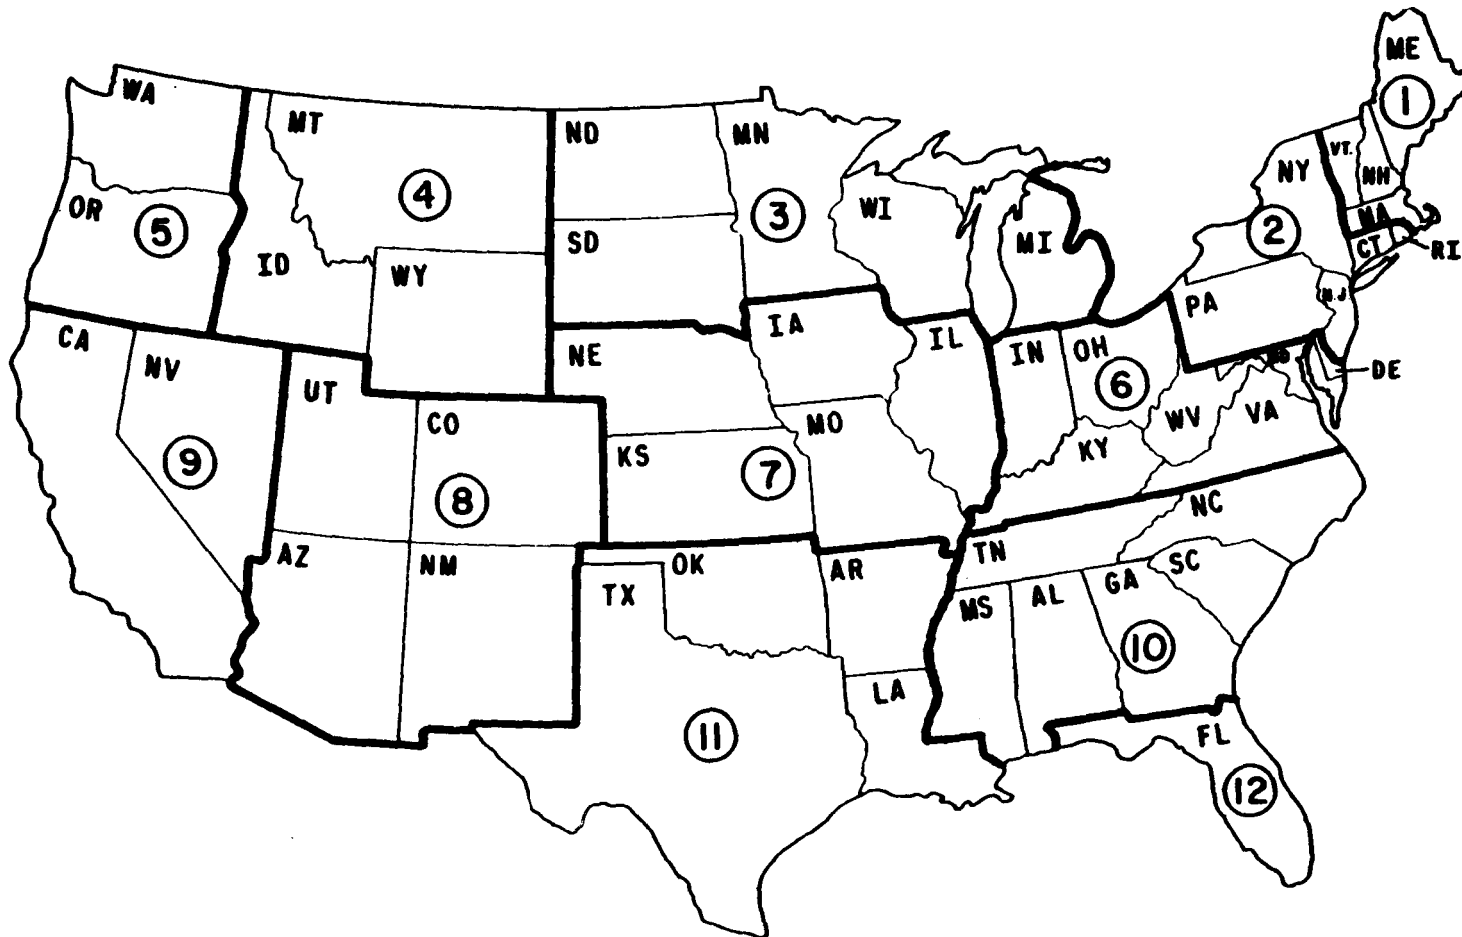 WA
MT
ND
MN
ME
1
VT.
NH
NY
MA
CT
RI
OR
5
4
ID
WY
SD
3
WI
MI
2
PA
N.J
DE
CA
NV
UT
CO
NE
IA
IL
IN
OH
6
WV
VA
KY
KS
MO
7
9
8
AZ
NM
OK
TX
AR
TN
NC
SC
GA
AL
MS
10
LA
11
FL
12